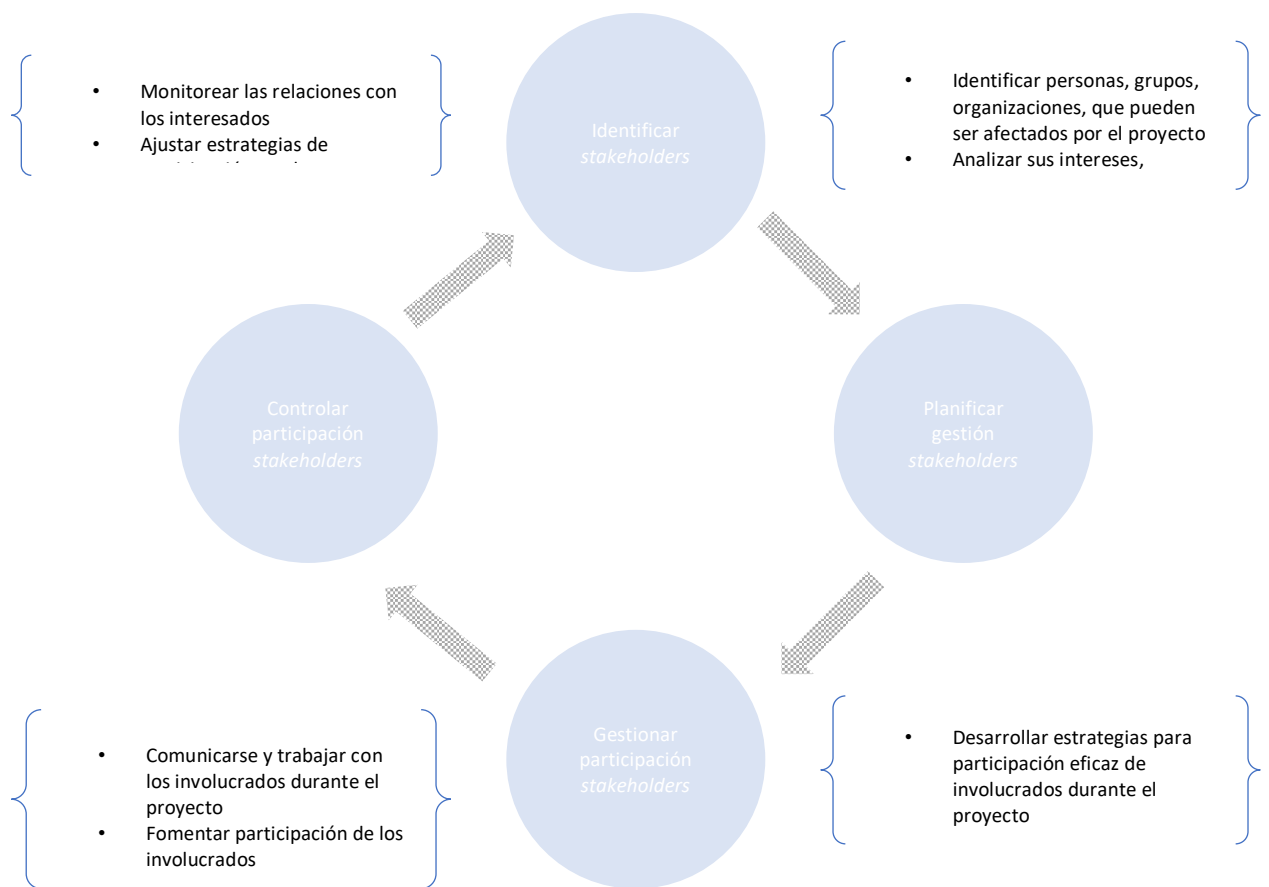 Identificar
stakeholders
• Monitorear las relaciones con
los interesados
• Ajustar estrategias de
• Identificar personas, grupos,
organizaciones, que pueden
ser afectados por el proyecto
• Analizar sus intereses,
Controlar
participación
stakeholders
Planificar
gestión
stakeholders
Gestionar
participación
stakeholders
• Comunicarse y trabajar con
los involucrados durante el
proyecto
• Fomentar participación de los
involucrados
• Desarrollar estrategias para
participación eficaz de
involucrados durante el
proyecto